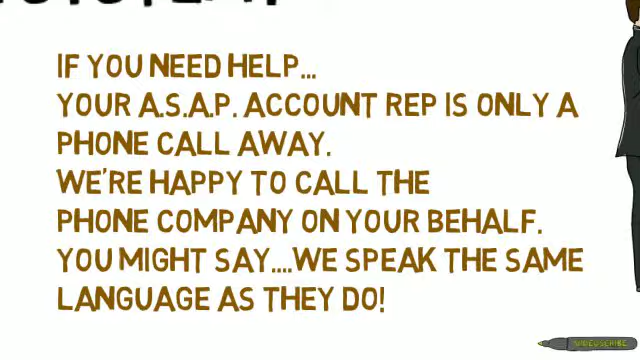 IF YOU NEED HELP...
YOUR A.S.A.P. ACCOUNT REP IS ONLY A
PHONE CALL AWAY.
WE'RE HAPPY TO CALL THE
PHONE COMPANY ON YOUR BEHALF.
YOU MIGHT SAY....WE SPEAK THE SAME
LANGUAGE AS THEY DO!
VIDEOSCRIBE